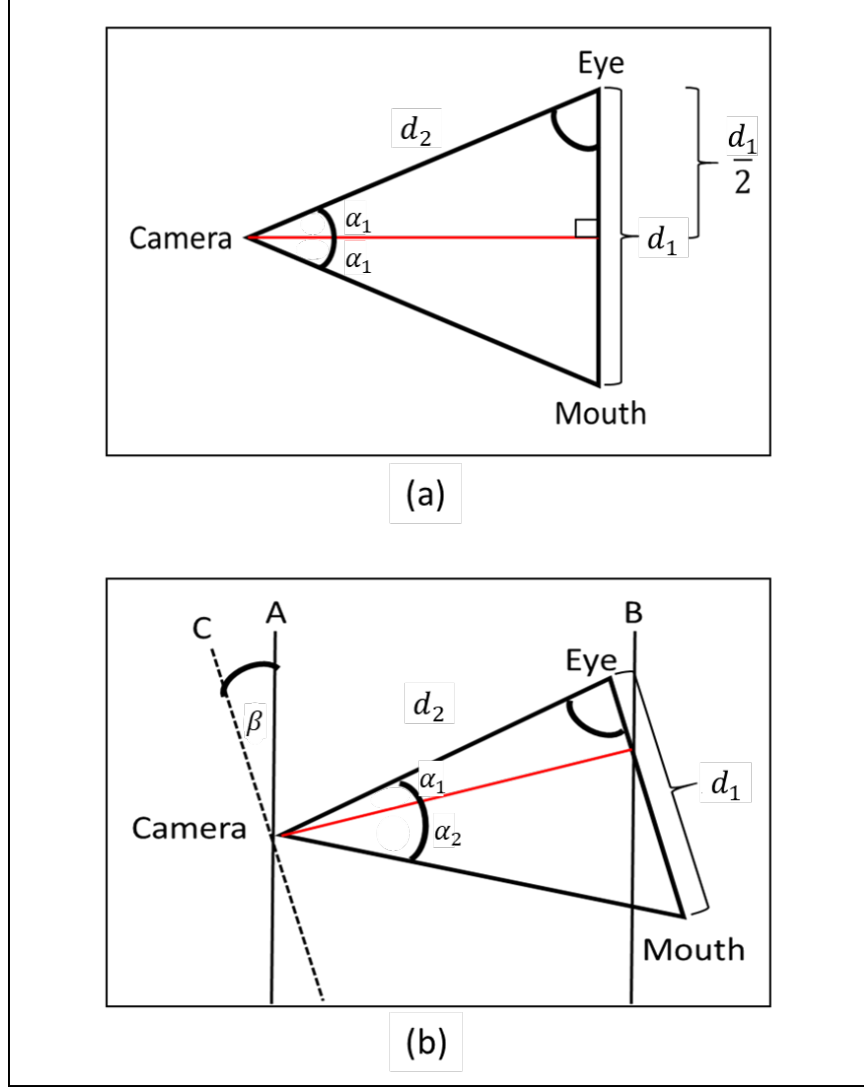 Eye
d₂
d₁/2
α₁
Camera
d₁
α₁
Mouth
(a)
A
B
C
Eye
d₂
β
α₁
d₁
Camera
α₂
Mouth
(b)